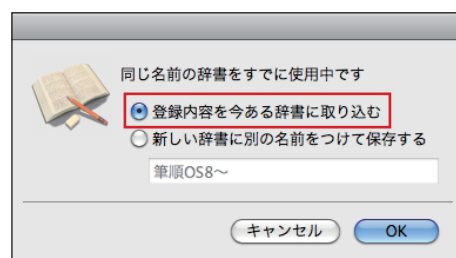 同じ名前の辞書をすでに使用中です
登録内容を今ある辞書に取り込む
新しい辞書に別の名前をつけて保存する
筆順OS8〜
キャンセル
OK